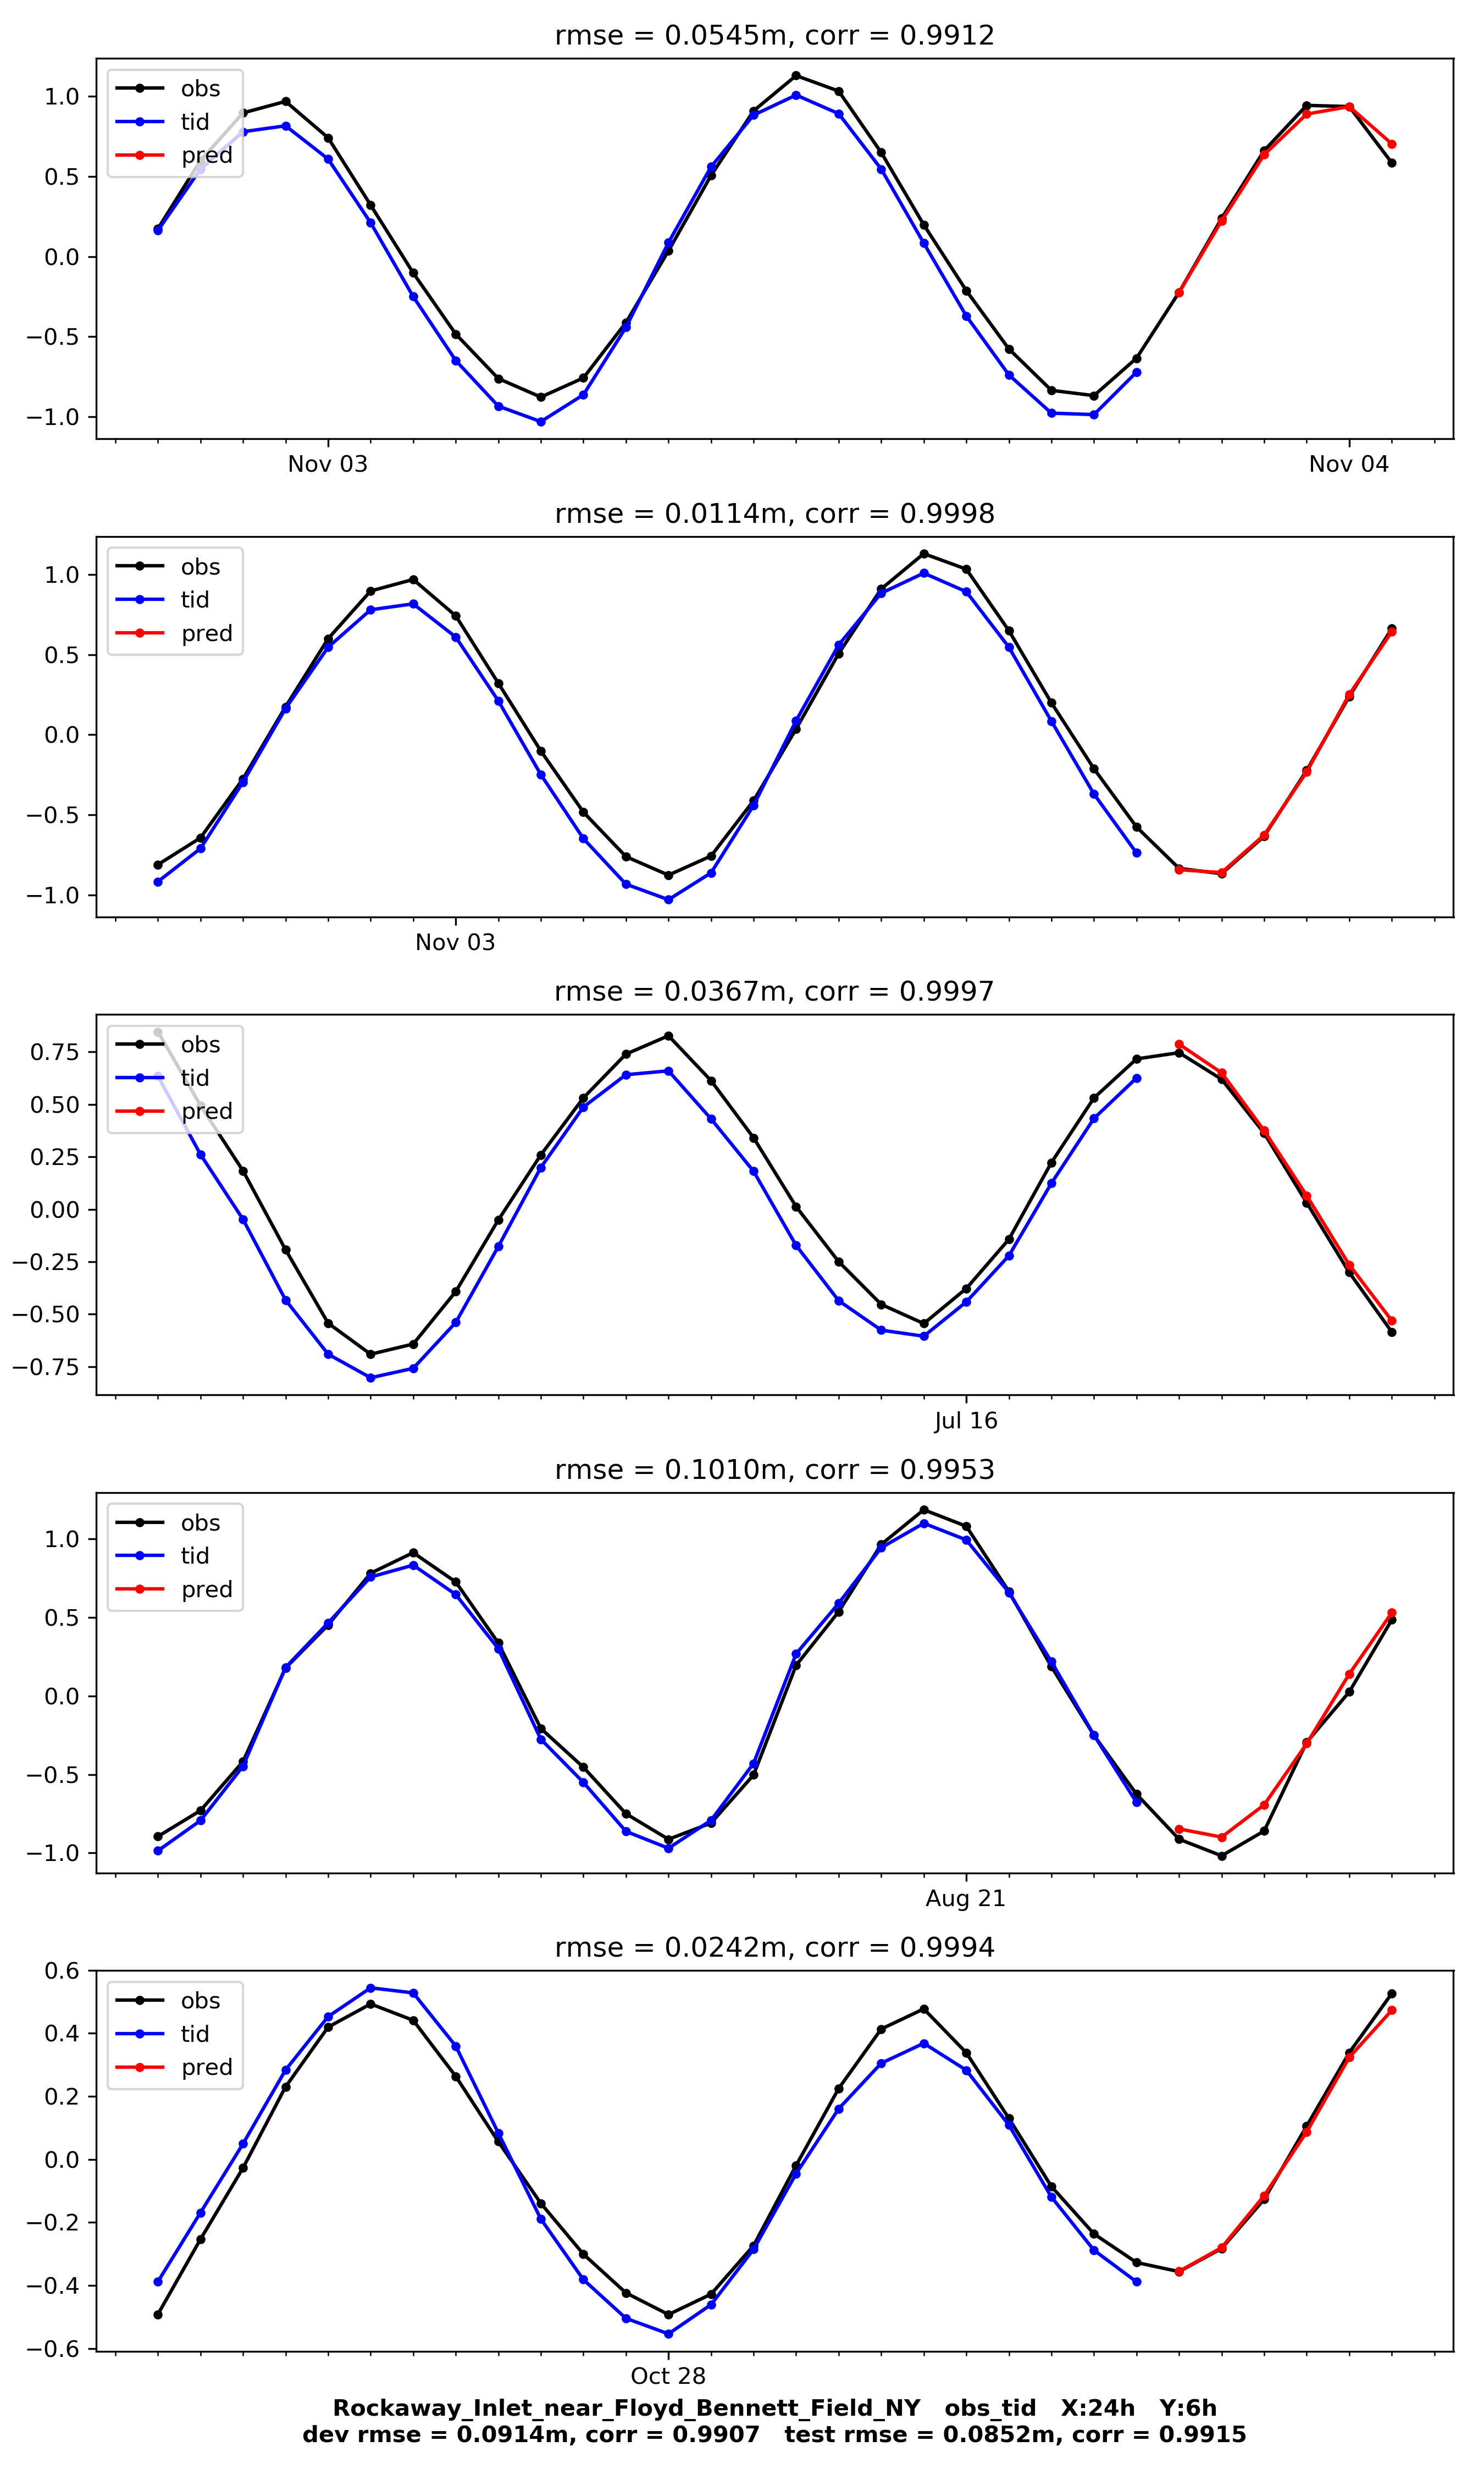 rmse = 0.0545m, corr = 0.9912
obs
tid
pred
1.0
0.5
0.0
−0.5
−1.0
Nov 03 Nov 04
rmse = 0.0114m, corr = 0.9998
obs
tid
pred
1.0
0.5
0.0
−0.5
−1.0
Nov 03
rmse = 0.0367m, corr = 0.9997
obs
tid
pred
0.75
0.50
0.25
0.00
−0.25
−0.50
−0.75
Jul 16
rmse = 0.1010m, corr = 0.9953
obs
tid
pred
1.0
0.5
0.0
−0.5
−1.0
Aug 21
rmse = 0.0242m, corr = 0.9994
obs
tid
pred
0.6
0.4
0.2
0.0
−0.2
−0.4
−0.6
Oct 28
Rockaway_Inlet_near_Floyd_Bennett_Field_NY obs_tid X:24h Y:6h
dev rmse = 0.0914m, corr = 0.9907 test rmse = 0.0852m, corr = 0.9915